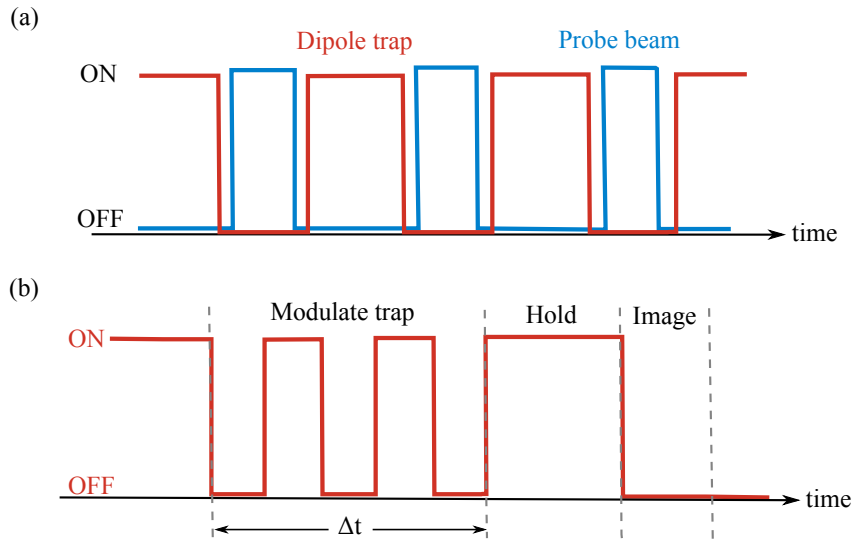 (a)
Dipole trap Probe beam
ON
OFF
time
(b)
Modulate trap Hold Image
ON
OFF
time
Δt